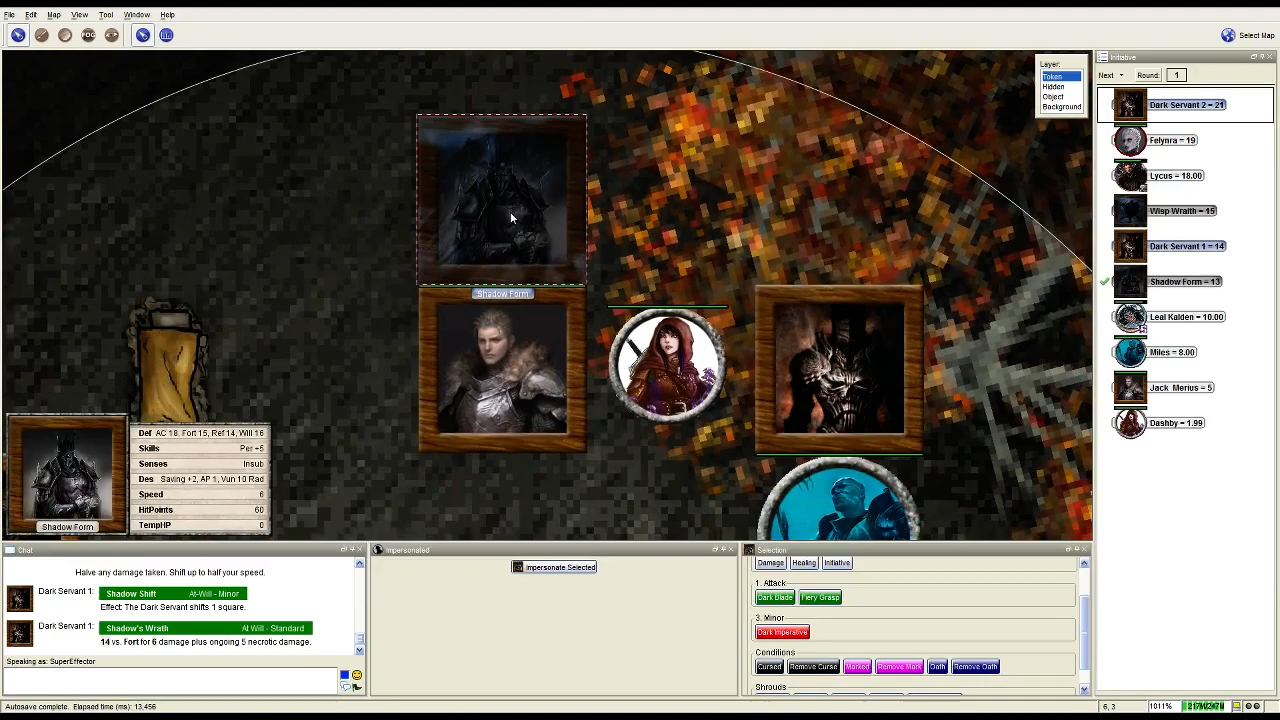 File Edit Map View Tool Window Help
FOG
Select Map
Layer:
Token
Hidden
Object
Background
Initiative
Next Round: 1
Dark Servant 2 = 21
Felynra = 19
Lycus = 18.00
Wisp Wraith = 15
Dark Servant 1 = 14
Shadow Form = 13
Leal Kalden = 10.00
Miles = 8.00
Jack Merius = 5
Dashby = 1.99
Shadow Form
Def AC 18, Fort 15, Ref 14, Will 16
Skills Per +5
Senses Insub
Des Saving +2, AP 1, Vun 10 Rad
Speed 6
HitPoints 60
TempHP 0
Shadow Form
Chat
Halve any damage taken. Shift up to half your speed.
Dark Servant 1: Shadow Shift At-Will - Minor
Effect: The Dark Servant shifts 1 square.
Dark Servant 1: Shadow's Wrath At Will - Standard
14 vs. Fort for 6 damage plus ongoing 5 necrotic damage.
Speaking as: SuperEffector
Impersonated
Impersonate Selected
Selection
Damage Healing Initiative
1. Attack
Dark Blade Fiery Grasp
3. Minor
Dark Imperative
Conditions
Cursed Remove Curse Marked Remove Mark Oath Remove Oath
Shrouds
Autosave complete. Elapsed time (ms): 13,456
6, 3 1011% 217M/247M